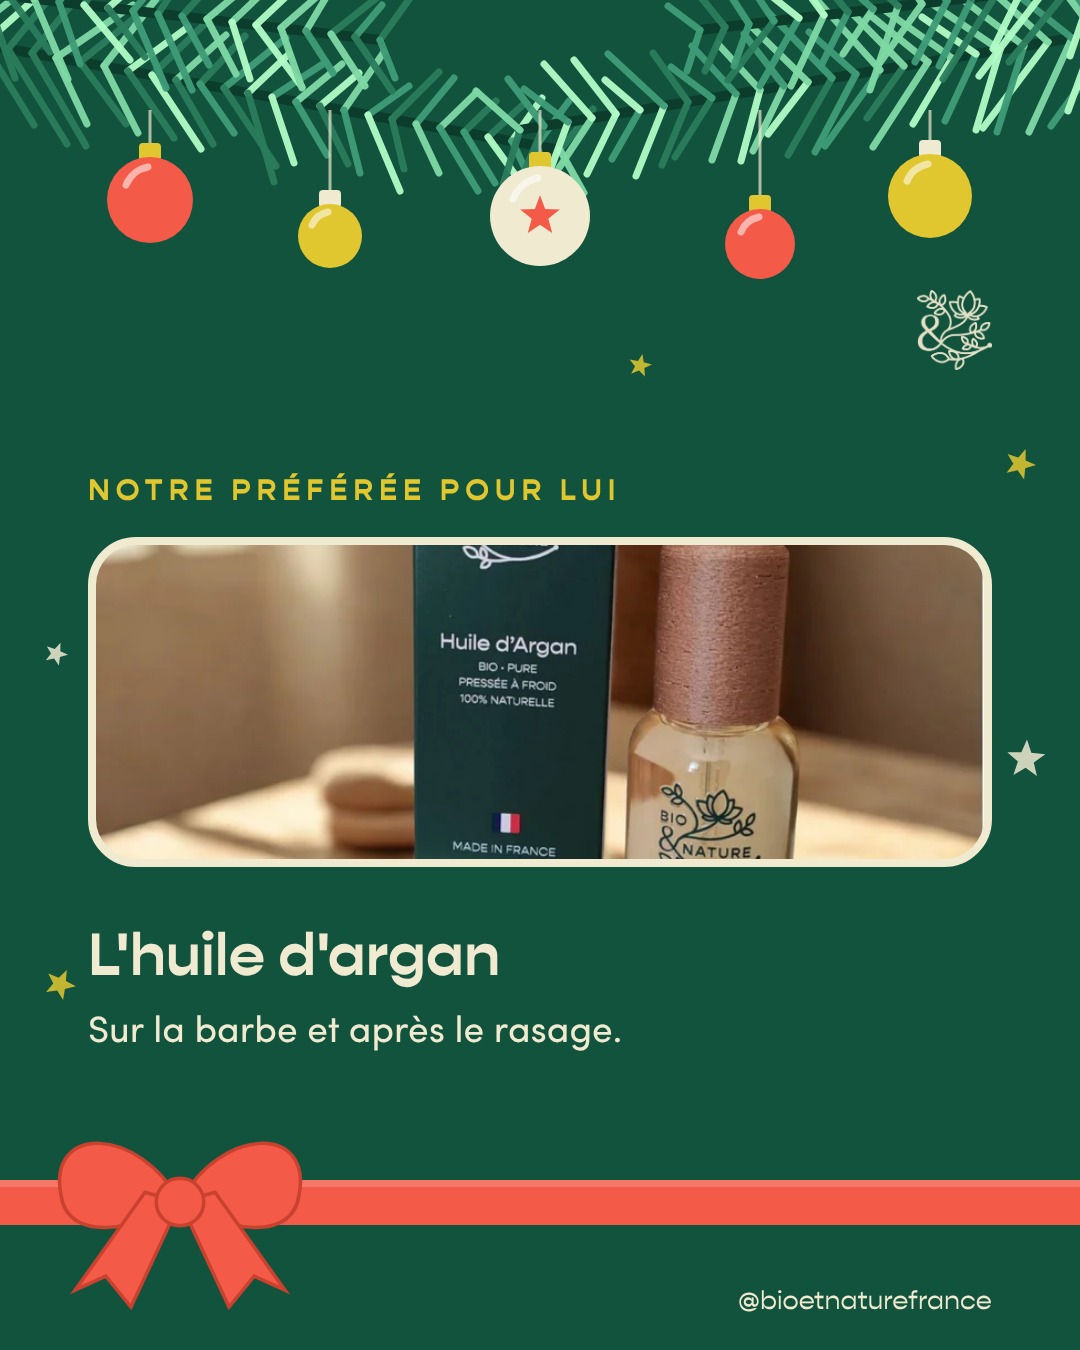 &
NOTRE PRÉFÉRÉE POUR LUI
Huile d’Argan
BIO • PURE
PRESSÉE À FROID
100% NATURELLE
MADE IN FRANCE
BIO
& NATURE
L'huile d'argan
Sur la barbe et après le rasage.
@bioetnaturefrance